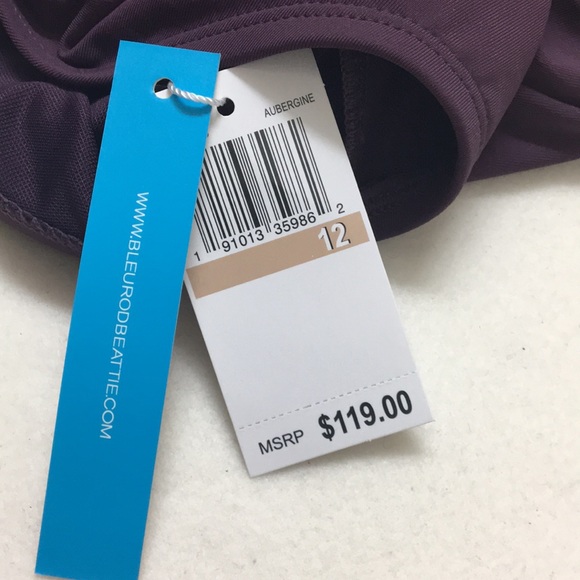 WWW.BLEURODBEATTIE.COM
AUBERGINE
1 91013 35986 2
12
MSRP $119.00